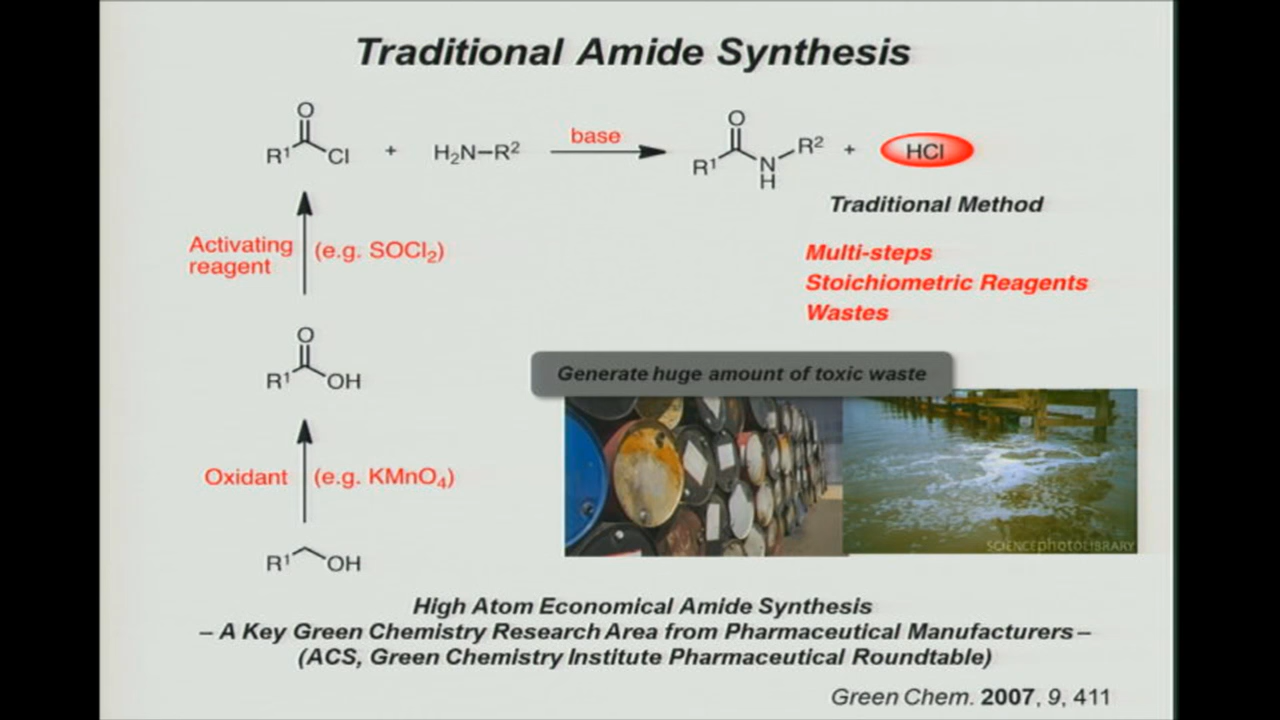 Traditional Amide Synthesis
O
R¹ Cl + H₂N–R² base O R¹ N H R² + HCl
Traditional Method
Activating reagent
(e.g. SOCl₂)
Multi-steps
Stoichiometric Reagents
Wastes
O
R¹ OH
Generate huge amount of toxic waste
Oxidant (e.g. KMnO₄)
R¹ OH
SCIENCEphotoLIBRARY
High Atom Economical Amide Synthesis
– A Key Green Chemistry Research Area from Pharmaceutical Manufacturers –
(ACS, Green Chemistry Institute Pharmaceutical Roundtable)
Green Chem. 2007, 9, 411